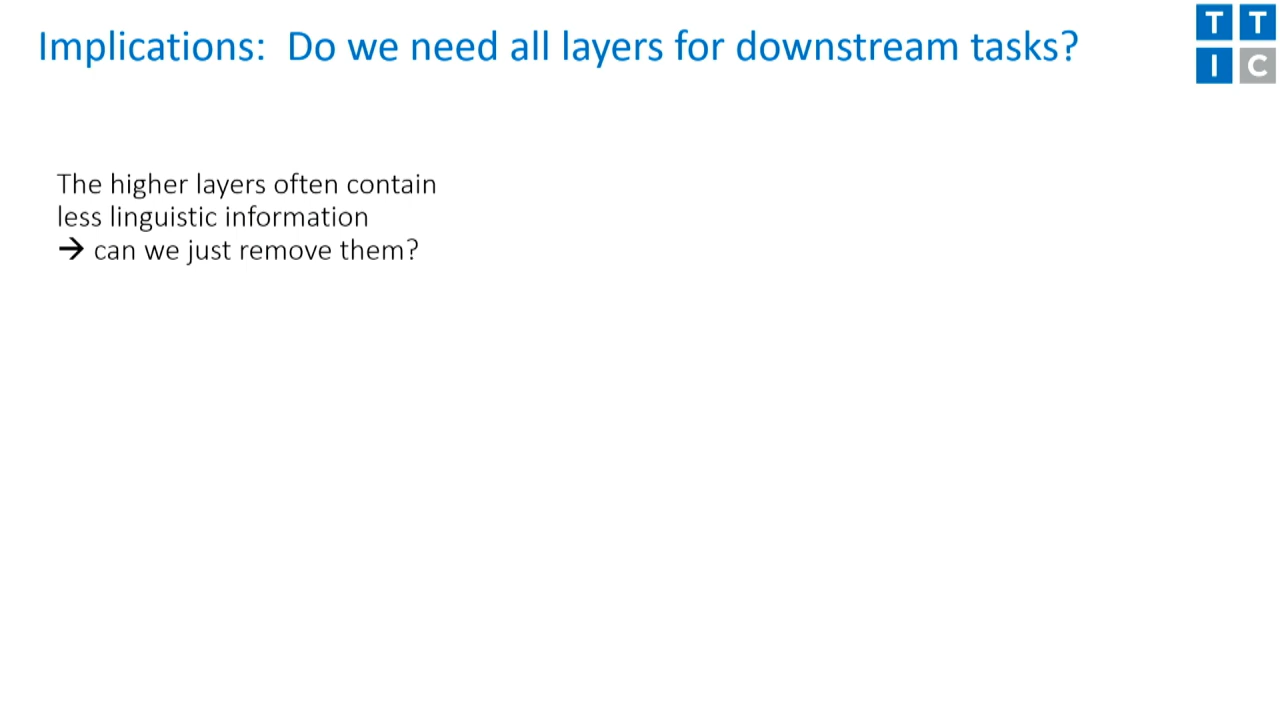 Implications: Do we need all layers for downstream tasks?
T T
I C
The higher layers often contain
less linguistic information
→ can we just remove them?